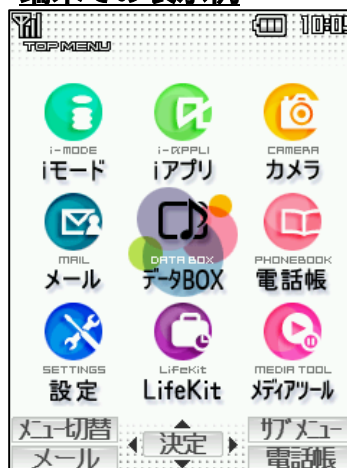 10:05
TOP MENU
i-MODE
iモード
i-αPPLI
iアプリ
CAMERA
カメラ
MAIL
メール
DATA BOX
データBOX
PHONEBOOK
電話帳
SETTINGS
設定
LifeKit
LifeKit
MEDIA TOOL
メディアツール
メニュー切替
決定
サブメニュー
メール
電話帳